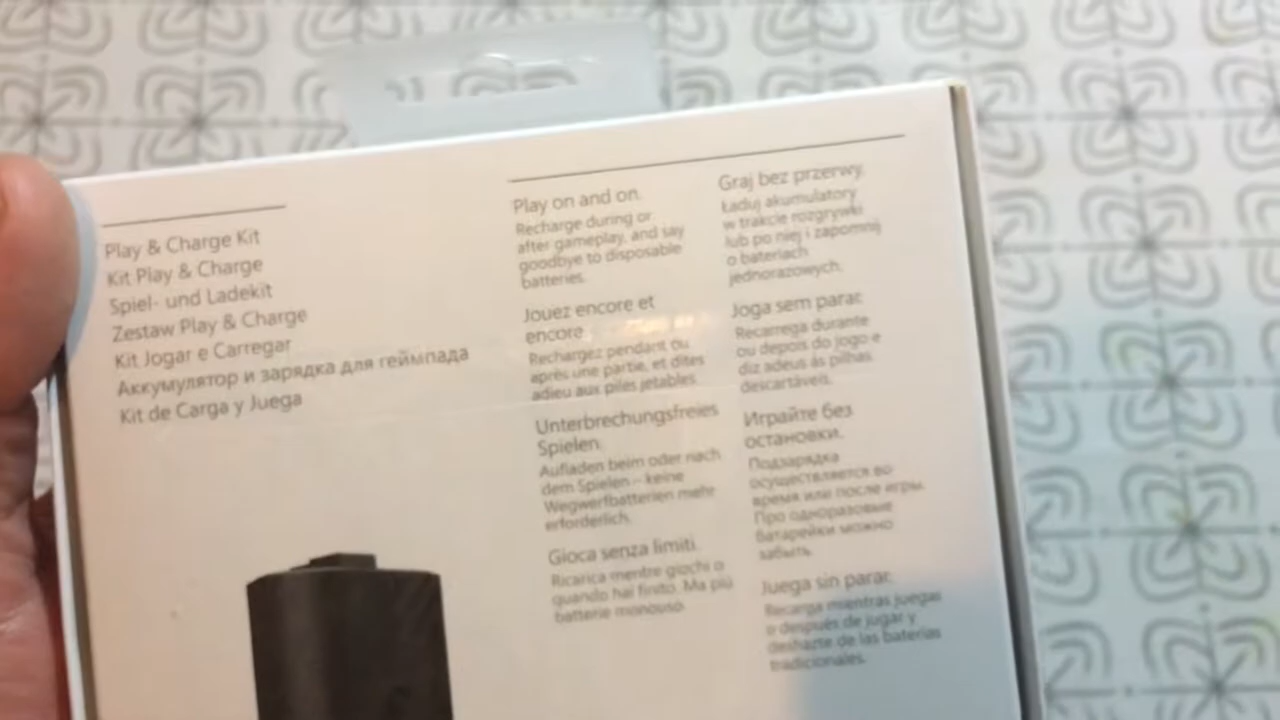 Play & Charge Kit
Kit Play & Charge
Spiel- und Ladekit
Zestaw Play & Charge
Kit Jogar e Carregar
Аккумулятор и зарядка для геймпада
Kit de Carga y Juega
Play on and on.
Recharge during or
after gameplay, and say
goodbye to disposable
batteries.
Jouez encore et
encore
Rechargez pendant ou
après une partie, et dites
adieu aux piles jetables.
Unterbrechungsfreies
Spielen.
Aufladen beim oder nach
dem Spielen – keine
Wegwerfbatterien mehr
erforderlich.
Gioca senza limiti.
Ricarica mentre giochi o
quando hai finito. Ma più
batterie monouso.
Graj bez przerwy.
Ładuj akumulatory
w trakcie rozgrywki
lub po niej i zapomnij
o bateriach
jednorazowych.
Joga sem parar.
Recarrega durante
ou depois do jogo e
diz adeus às pilhas
descartáveis.
Играйте без
остановки.
Подзарядка
осуществляется во
время или после игры.
Про одноразовые
батарейки можно
забыть.
Juega sin parar.
Recarga mientras juegas
o después de jugar y
deshazte de las baterías
tradicionales.